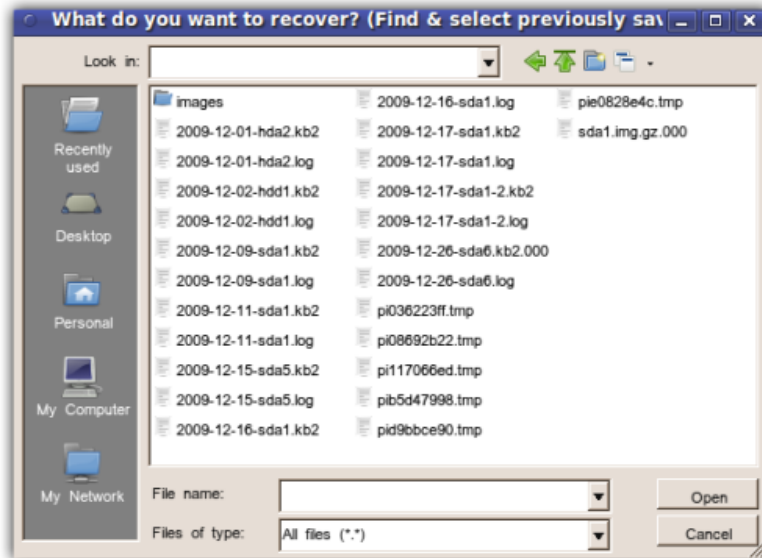 What do you want to recover? (Find & select previously sav
Look in:
Recently
used
Desktop
Personal
My Computer
My Network
images
2009-12-01-hda2.kb2
2009-12-01-hda2.log
2009-12-02-hdd1.kb2
2009-12-02-hdd1.log
2009-12-09-sda1.kb2
2009-12-09-sda1.log
2009-12-11-sda1.kb2
2009-12-11-sda1.log
2009-12-15-sda5.kb2
2009-12-15-sda5.log
2009-12-16-sda1.kb2
2009-12-16-sda1.log
2009-12-17-sda1.kb2
2009-12-17-sda1.log
2009-12-17-sda1-2.kb2
2009-12-17-sda1-2.log
2009-12-26-sda6.kb2.000
2009-12-26-sda6.log
pi036223ff.tmp
pi08692b22.tmp
pi117066ed.tmp
pib5d47998.tmp
pid9bbce90.tmp
pie0828e4c.tmp
sda1.img.gz.000
File name:
Open
Files of type:
All files (*.*)
Cancel